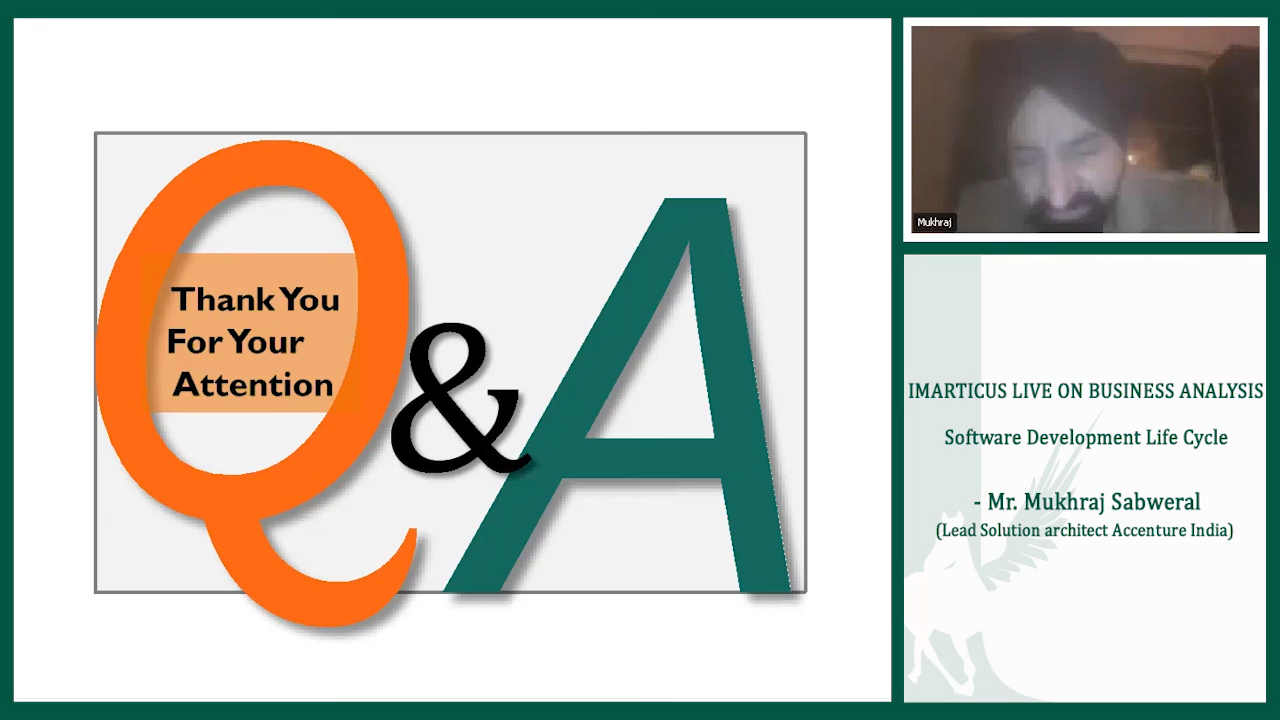 Q & A
Thank You
For Your
Attention
Mukhraj
IMARTICUS LIVE ON BUSINESS ANALYSIS
Software Development Life Cycle
- Mr. Mukhraj Sabweral
(Lead Solution architect Accenture India)